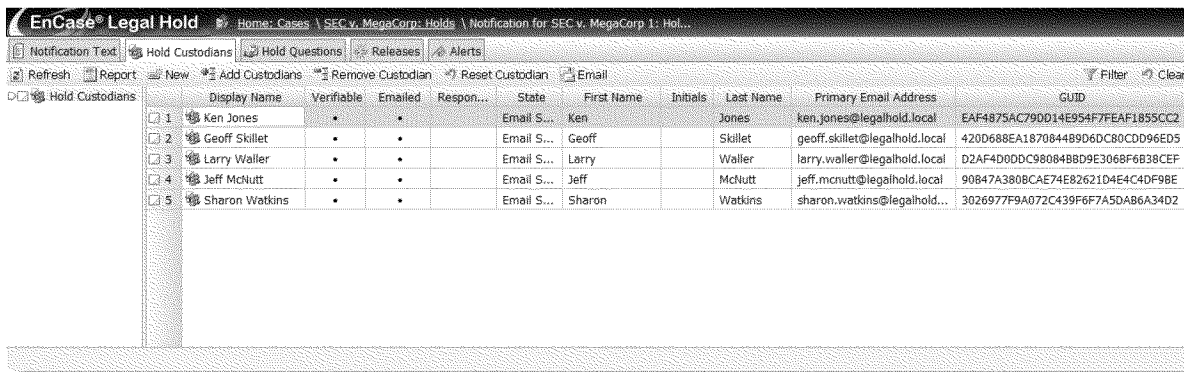 EnCase® Legal Hold Home: Cases \ SEC v. MegaCorp: Holds \ Notification for SEC v. MegaCorp 1: Hol...
Notification Text Hold Custodians Hold Questions Releases Alerts
Refresh Report New Add Custodians Remove Custodian Reset Custodian Email Filter Clear
Hold Custodians Display Name Verifiable Emailed Respon... State First Name Initials Last Name Primary Email Address GUID
1 Ken Jones • • Email S... Ken Jones ken.jones@legalhold.local EAF4875AC79DD14E954F7FEAF1855CC2
2 Geoff Skillet • • Email S... Geoff Skillet geoff.skillet@legalhold.local 420D688EA187084489D6DC80CDD96ED5
3 Larry Waller • • Email S... Larry Waller larry.waller@legalhold.local D2AF4D0DDC98084BBD9E306BF6B38CEF
4 Jeff McNutt • • Email S... Jeff McNutt jeff.mcnutt@legalhold.local 90B47A380BCAE74E82621D4E4C4DF9BE
5 Sharon Watkins • • Email S... Sharon Watkins sharon.watkins@legalhold... 3026977F9A072C439F6F7A5DAB6A34D2